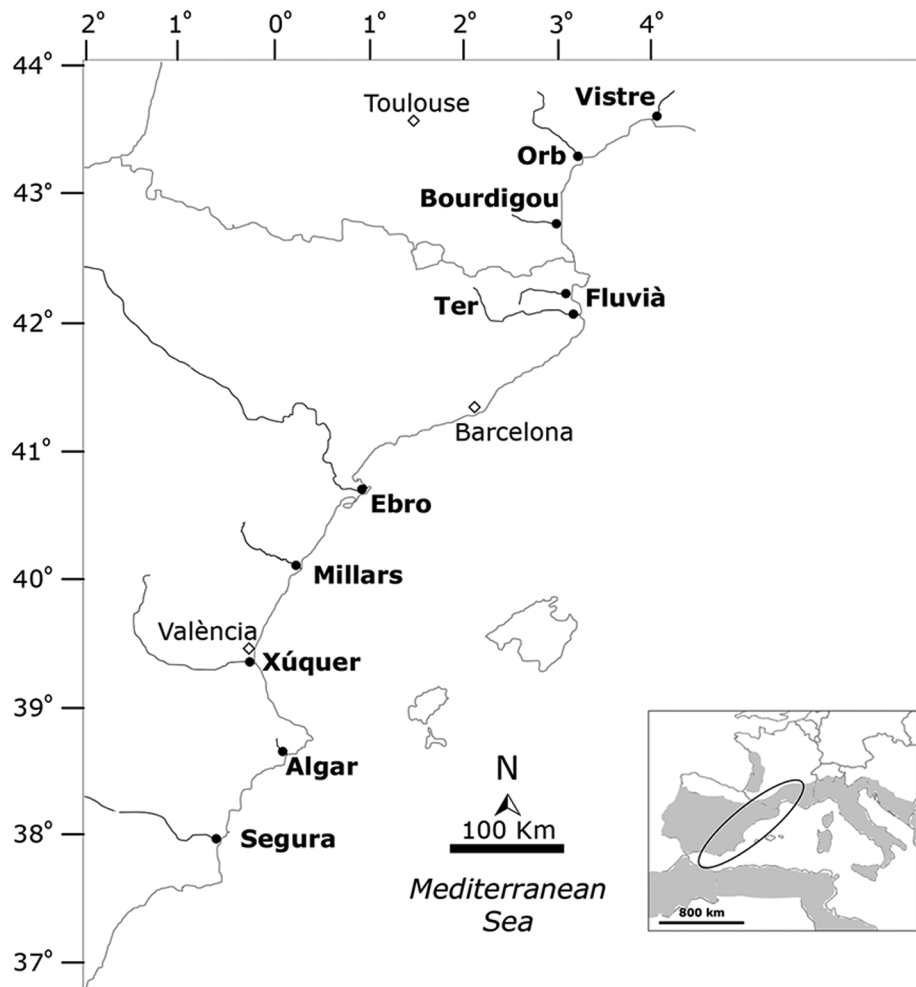 2° 1° 0° 1° 2° 3° 4°
44°
Toulouse
Vistre
Orb
43°
Bourdigou
Ter
Fluvià
42°
Barcelona
41°
Ebro
Millars
40°
València
Xúquer
39°
Algar
N
100 Km
38°
Segura
Mediterranean
Sea
800 km
37°